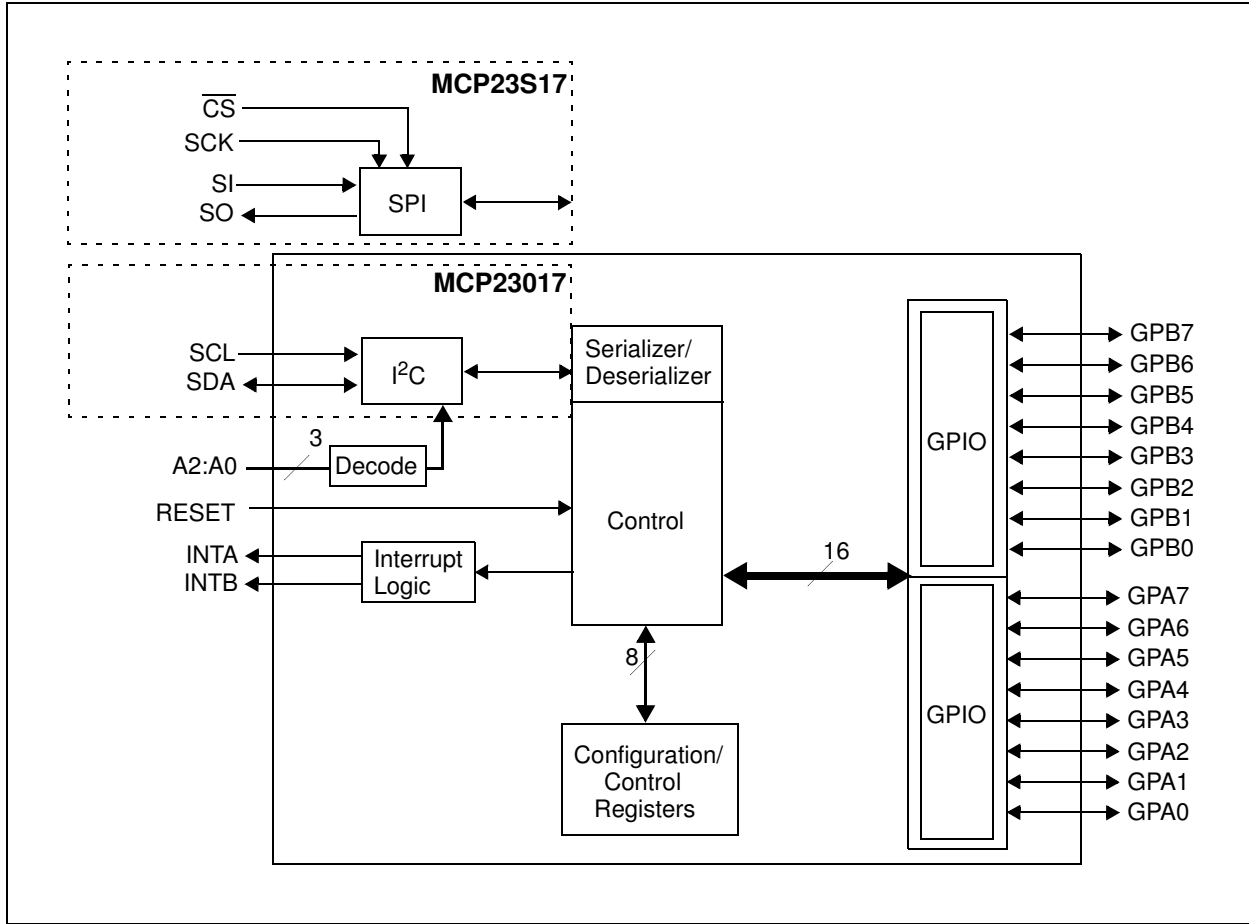 MCP23S17
CS
SCK
SI
SO
SPI
MCP23017
SCL
SDA
I²C
Serializer/
Deserializer
3
A2:A0
Decode
RESET
Control
INTA
INTB
Interrupt
Logic
16
8
Configuration/
Control
Registers
GPIO
GPB7
GPB6
GPB5
GPB4
GPB3
GPB2
GPB1
GPB0
GPIO
GPA7
GPA6
GPA5
GPA4
GPA3
GPA2
GPA1
GPA0